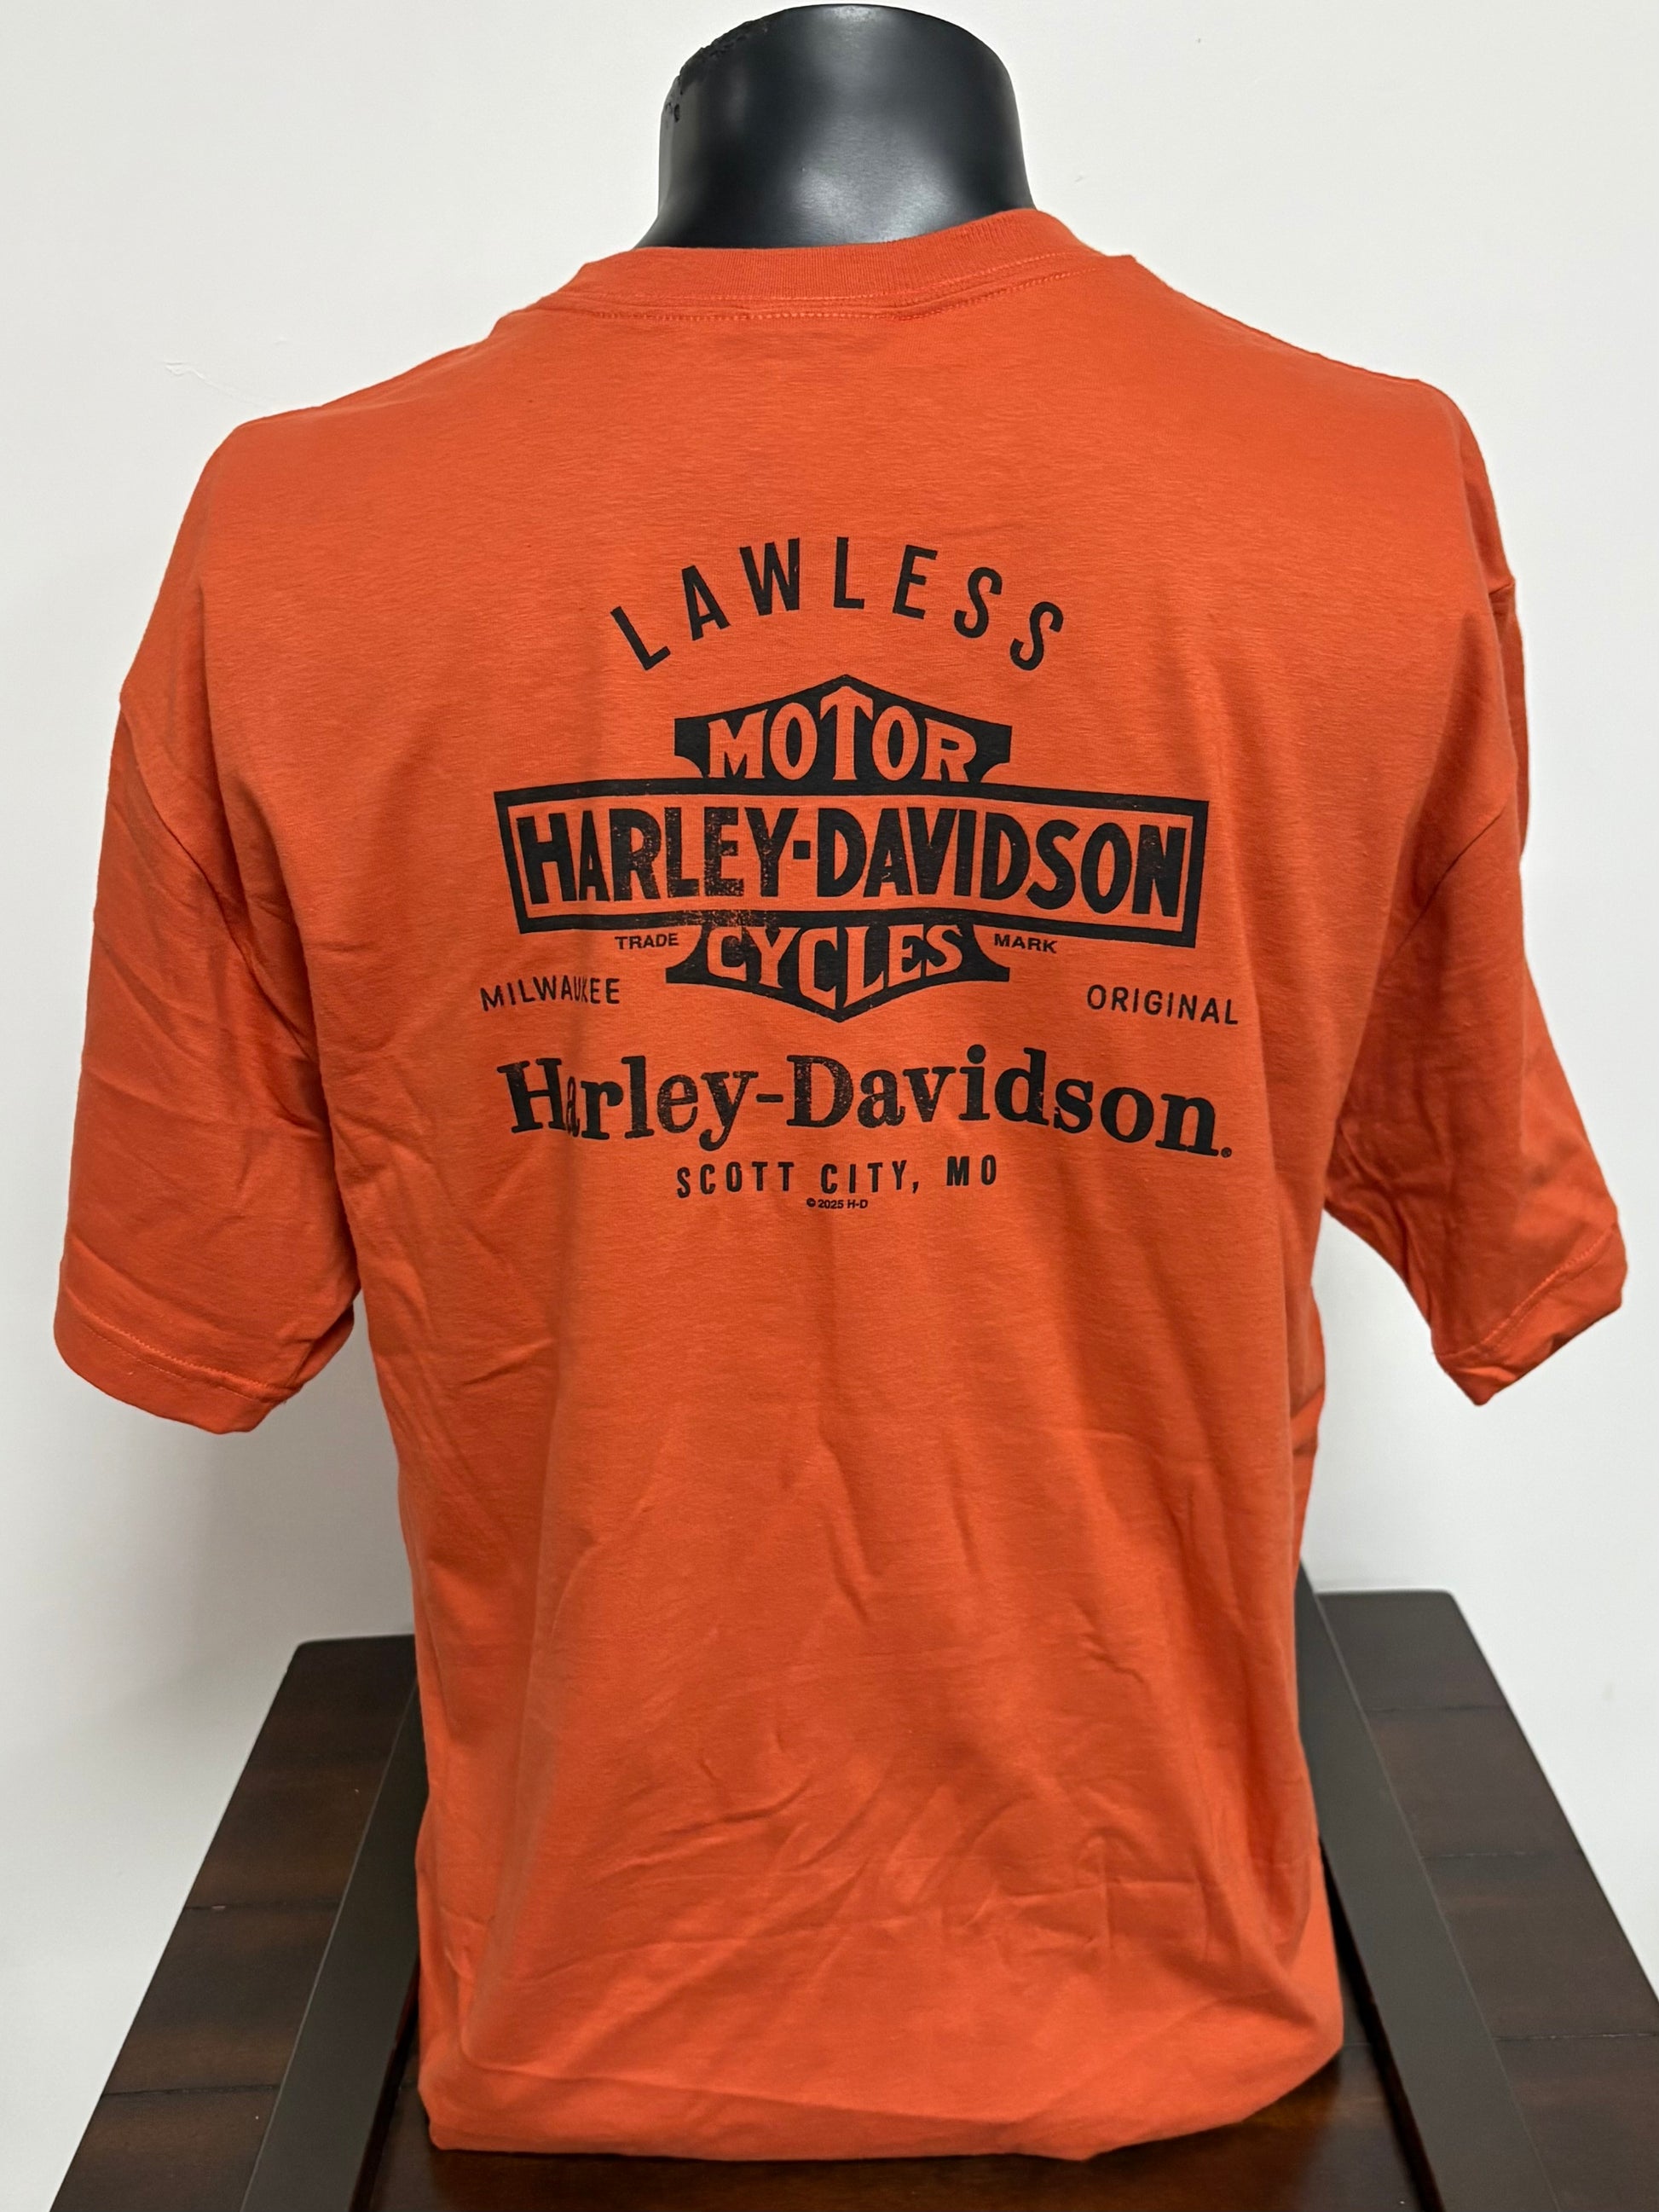 LAWLESS
MOTOR
HARLEY-DAVIDSON
TRADE CYCLES MARK
MILWAUKEE ORIGINAL
Harley-Davidson®
SCOTT CITY, MO
© 2025 H-D